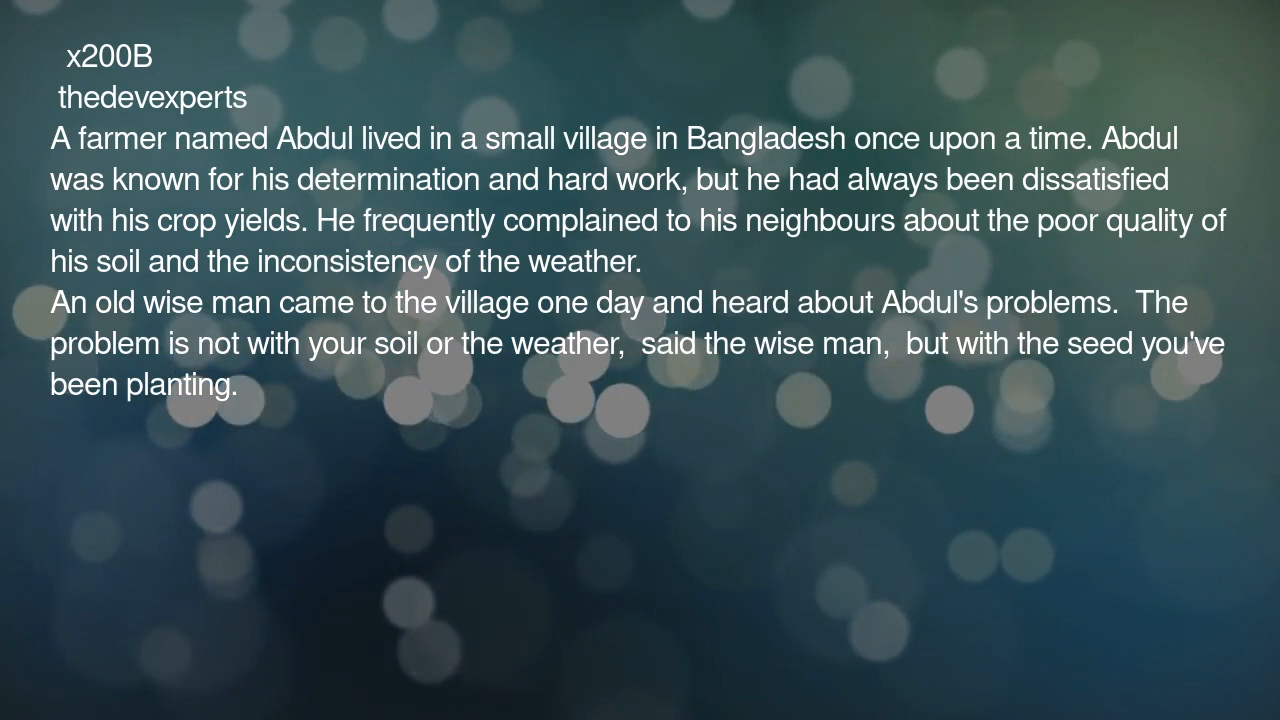 x200B
thedevexperts
A farmer named Abdul lived in a small village in Bangladesh once upon a time. Abdul
was known for his determination and hard work, but he had always been dissatisfied
with his crop yields. He frequently complained to his neighbours about the poor quality of
his soil and the inconsistency of the weather.
An old wise man came to the village one day and heard about Abdul's problems.  The
problem is not with your soil or the weather,  said the wise man,  but with the seed you've
been planting.